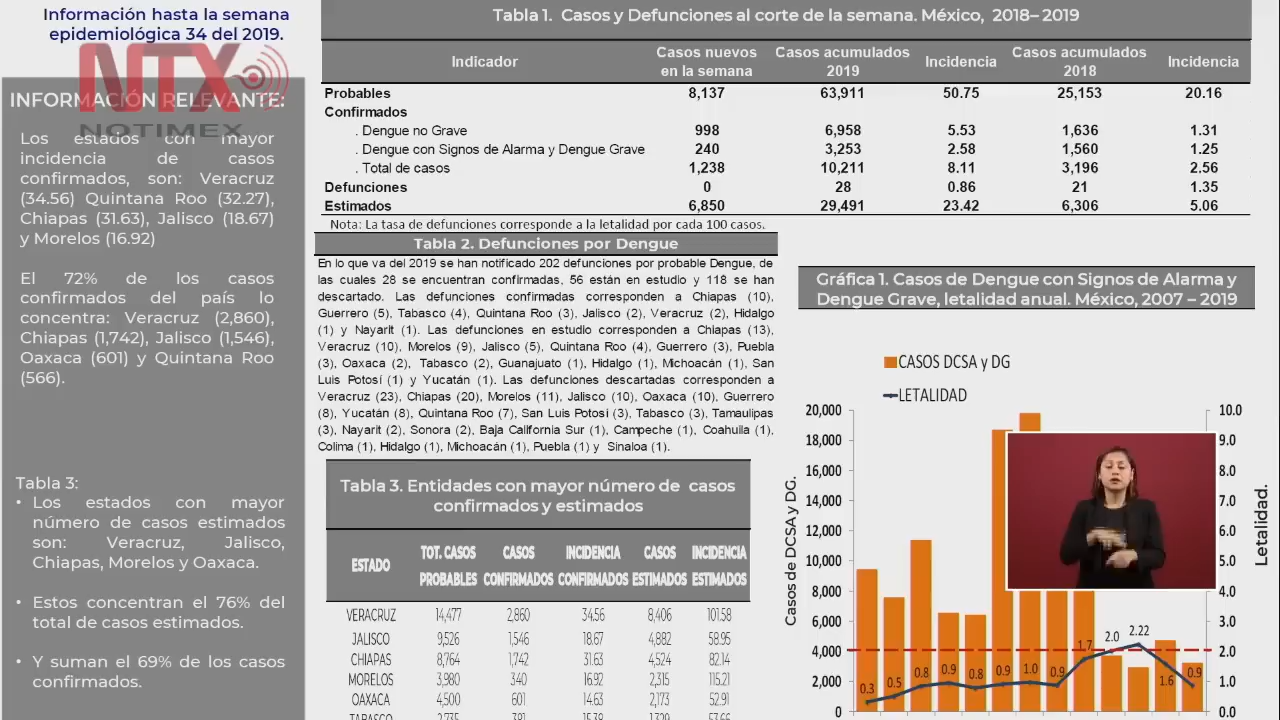 Información hasta la semana
epidemiológica 34 del 2019.
NTX
NOTIMEX
INFORMACIÓN RELEVANTE:
Los estados con mayor
incidencia de casos
confirmados, son: Veracruz
(34.56) Quintana Roo (32.27),
Chiapas (31.63), Jalisco (18.67)
y Morelos (16.92)
El 72% de los casos
confirmados del país lo
concentra: Veracruz (2,860),
Chiapas (1,742), Jalisco (1,546),
Oaxaca (601) y Quintana Roo
(566).
Tabla 3:
• Los estados con mayor
número de casos estimados
son: Veracruz, Jalisco,
Chiapas, Morelos y Oaxaca.
• Estos concentran el 76% del
total de casos estimados.
• Y suman el 69% de los casos
confirmados.
Tabla 1. Casos y Defunciones al corte de la semana. México, 2018– 2019
Indicador Casos nuevos en la semana Casos acumulados 2019 Incidencia Casos acumulados 2018 Incidencia
Probables 8,137 63,911 50.75 25,153 20.16
Confirmados
. Dengue no Grave 998 6,958 5.53 1,636 1.31
. Dengue con Signos de Alarma y Dengue Grave 240 3,253 2.58 1,560 1.25
. Total de casos 1,238 10,211 8.11 3,196 2.56
Defunciones 0 28 0.86 21 1.35
Estimados 6,850 29,491 23.42 6,306 5.06
Nota: La tasa de defunciones corresponde a la letalidad por cada 100 casos.
Tabla 2. Defunciones por Dengue
En lo que va del 2019 se han notificado 202 defunciones por probable Dengue, de
las cuales 28 se encuentran confirmadas, 56 están en estudio y 118 se han
descartado. Las defunciones confirmadas corresponden a Chiapas (10),
Guerrero (5), Tabasco (4), Quintana Roo (3), Jalisco (2), Veracruz (2), Hidalgo
(1) y Nayarit (1). Las defunciones en estudio corresponden a Chiapas (13),
Veracruz (10), Morelos (9), Jalisco (5), Quintana Roo (4), Guerrero (3), Puebla
(3), Oaxaca (2), Tabasco (2), Guanajuato (1), Hidalgo (1), Michoacán (1), San
Luis Potosí (1) y Yucatán (1). Las defunciones descartadas corresponden a
Veracruz (23), Chiapas (20), Morelos (11), Jalisco (10), Oaxaca (10), Guerrero
(8), Yucatán (8), Quintana Roo (7), San Luis Potosí (3), Tabasco (3), Tamaulipas
(3), Nayarit (2), Sonora (2), Baja California Sur (1), Campeche (1), Coahuila (1),
Colima (1), Hidalgo (1), Michoacán (1), Puebla (1) y Sinaloa (1).
Tabla 3. Entidades con mayor número de casos
confirmados y estimados
ESTADO TOT. CASOS PROBABLES CASOS CONFIRMADOS INCIDENCIA CONFIRMADOS CASOS ESTIMADOS INCIDENCIA ESTIMADOS
VERACRUZ 14,477 2,860 34.56 8,406 101.58
JALISCO 9,526 1,546 18.67 4,882 58.95
CHIAPAS 8,764 1,742 31.63 4,524 82.14
MORELOS 3,980 340 16.92 2,315 115.21
OAXACA 4,500 601 14.63 2,173 52.91
TABASCO 2,735 381 15.38 1,329 53.66
Gráfica 1. Casos de Dengue con Signos de Alarma y
Dengue Grave, letalidad anual. México, 2007 – 2019
CASOS DCSA y DG
LETALIDAD
Casos de DCSA y DG.
20,000
18,000
16,000
14,000
12,000
10,000
8,000
6,000
4,000
2,000
0
0.3 0.5 0.8 0.9 0.8 0.9 1.0 0.9 1.7 2.0 2.22 1.6 0.9
10.0
9.0
8.0
7.0
6.0
5.0
4.0
3.0
2.0
1.0
0.0
Letalidad.